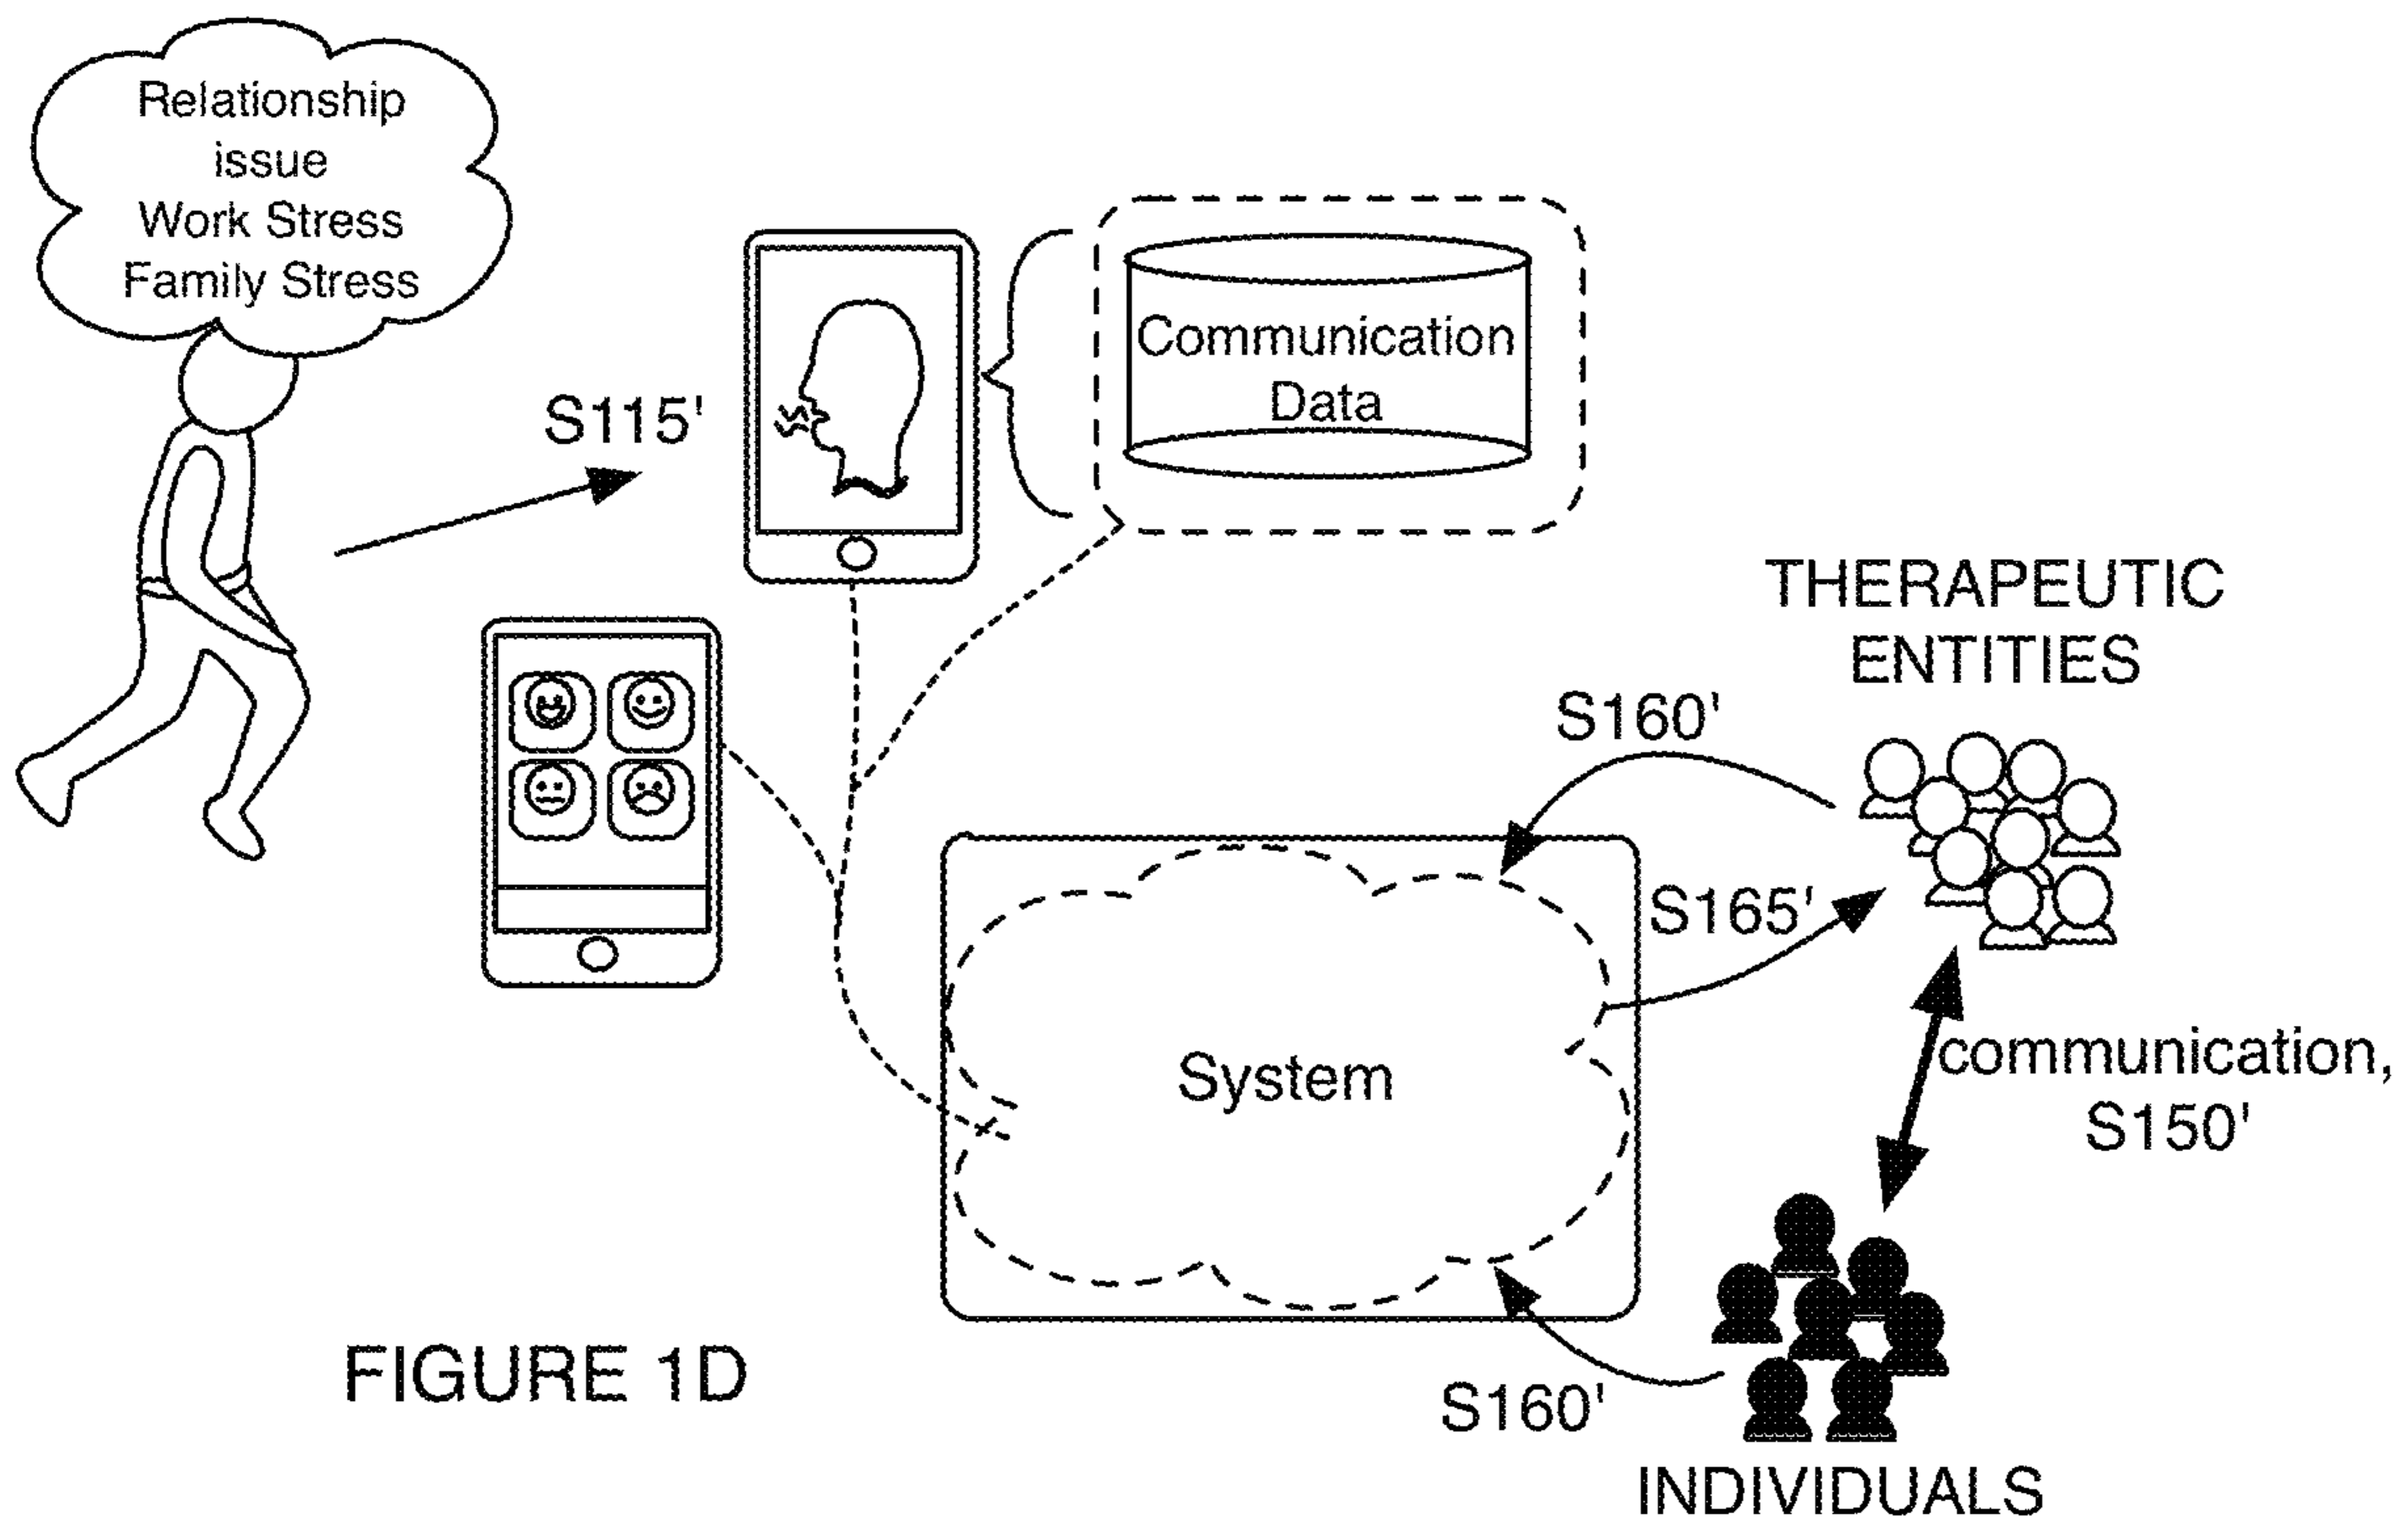 Relationship
issue
Work Stress
Family Stress
S115'
Communication
Data
THERAPEUTIC
ENTITIES
S160'
S165'
System
communication,
S150'
S160'
INDIVIDUALS
FIGURE 1D